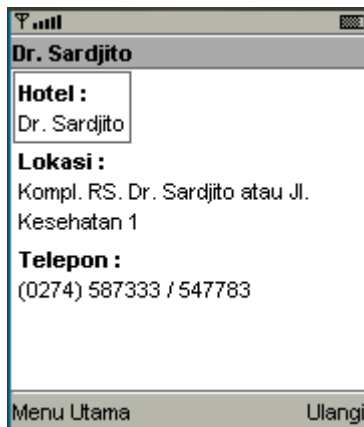 Dr. Sardjito
Hotel :
Dr. Sardjito
Lokasi :
Kompl. RS. Dr. Sardjito atau Jl.
Kesehatan 1
Telepon :
(0274) 587333 / 547783
Menu Utama
Ulangi